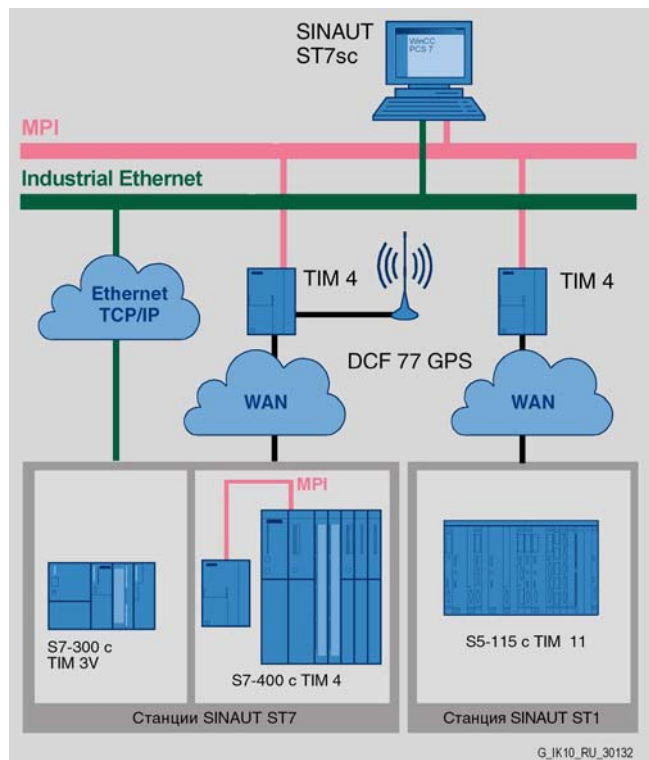 SINAUT
ST7sc
WinCC
PCS 7
MPI
Industrial Ethernet
Ethernet
TCP/IP
TIM 4
TIM 4
DCF 77 GPS
WAN
WAN
MPI
S7-300 с
TIM 3V
S7-400 с TIM 4
S5-115 с TIM 11
Станции SINAUT ST7
Станция SINAUT ST1
G_IK10_RU_30132